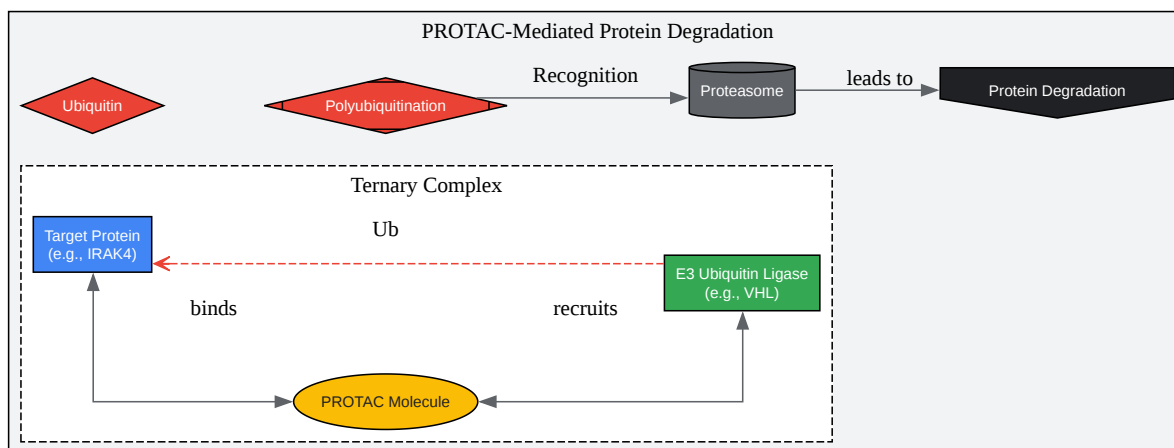 PROTAC-Mediated Protein Degradation
Ubiquitin
Polyubiquitination
Recognition
Proteasome
leads to
Protein Degradation
Ternary Complex
Target Protein
(e.g., IRAK4)
Ub
E3 Ubiquitin Ligase
(e.g., VHL)
binds
recruits
PROTAC Molecule